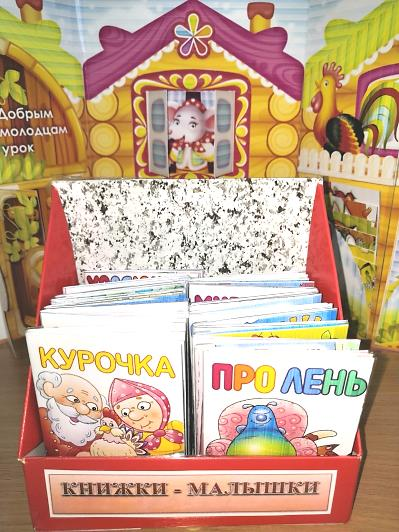 Добрым
молодцам
урок
КУРОЧКА
ПРО ЛЕНЬ
КНИЖКИ - МАЛЫШКИ